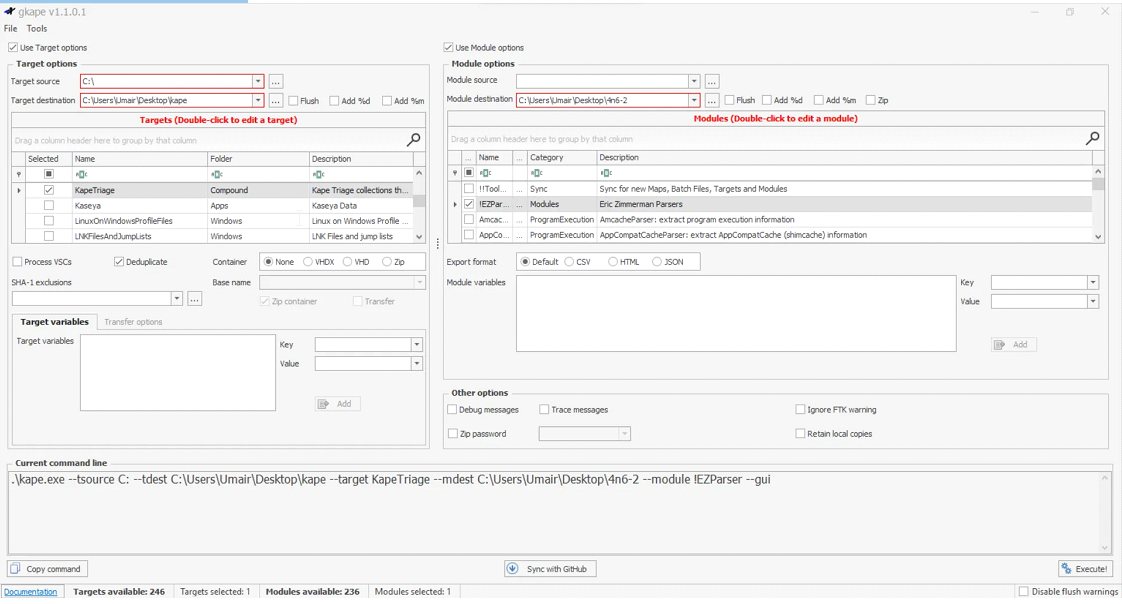 gkape v1.1.0.1
File Tools
Use Target options
Target options
Target source C:\ ...
Target destination C:\Users\Umair\Desktop\kape ... Flush Add %d Add %m
Targets (Double-click to edit a target)
Drag a column header here to group by that column
Selected Name Folder Description
KapeTriage Compound Kape Triage collections th...
Kaseya Apps Kaseya Data
LinuxOnWindowsProfileFiles Windows Linux on Windows Profile ...
LNKFilesAndJumpLists Windows LNK Files and jump lists
Process VSCs Deduplicate Container None VHDX VHD Zip
SHA-1 exclusions Base name
... Zip container Transfer
Target variables Transfer options
Target variables Key
Value
Add
Use Module options
Module options
Module source ...
Module destination C:\Users\Umair\Desktop\4n6-2 ... Flush Add %d Add %m Zip
Modules (Double-click to edit a module)
Drag a column header here to group by that column
... Name ... Category Description
!!Tool... ... Sync Sync for new Maps, Batch Files, Targets and Modules
!EZPar... ... Modules Eric Zimmerman Parsers
Amcac... ... ProgramExecution AmcacheParser: extract program execution information
AppCo... ... ProgramExecution AppCompatCacheParser: extract AppCompatCache (shimcache) information
Export format Default CSV HTML JSON
Module variables Key
Value
Add
Other options
Debug messages Trace messages Ignore FTK warning
Zip password Retain local copies
Current command line
.\kape.exe --tsource C: --tdest C:\Users\Umair\Desktop\kape --target KapeTriage --mdest C:\Users\Umair\Desktop\4n6-2 --module !EZParser --gui
Copy command Sync with GitHub Execute!
Documentation Targets available: 246 Targets selected: 1 Modules available: 236 Modules selected: 1 Disable flush warnings